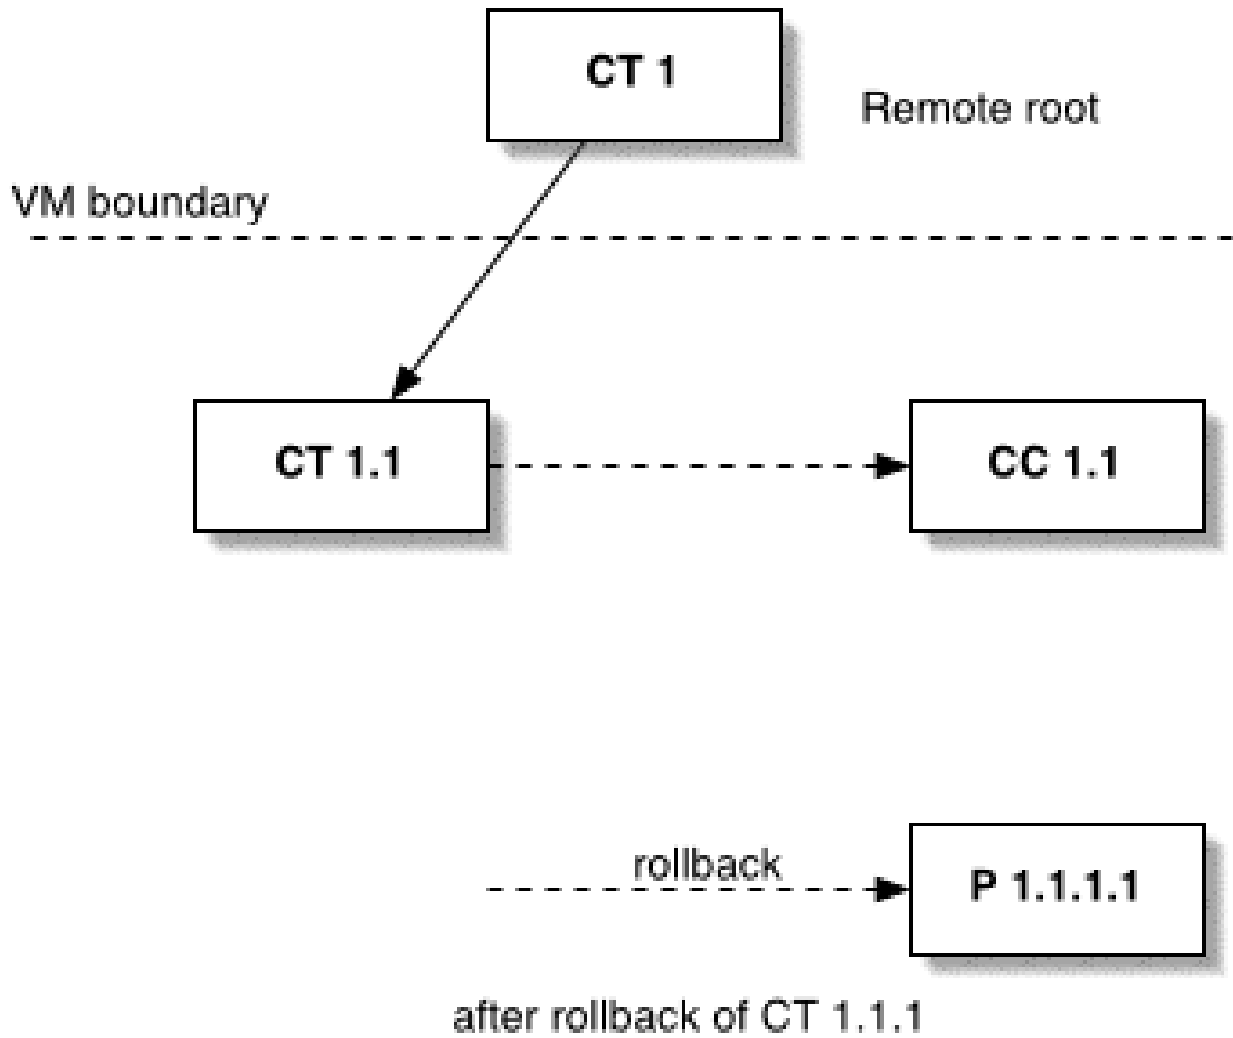 CT 1
Remote root
VM boundary
CT 1.1
CC 1.1
rollback
P 1.1.1.1
after rollback of CT 1.1.1